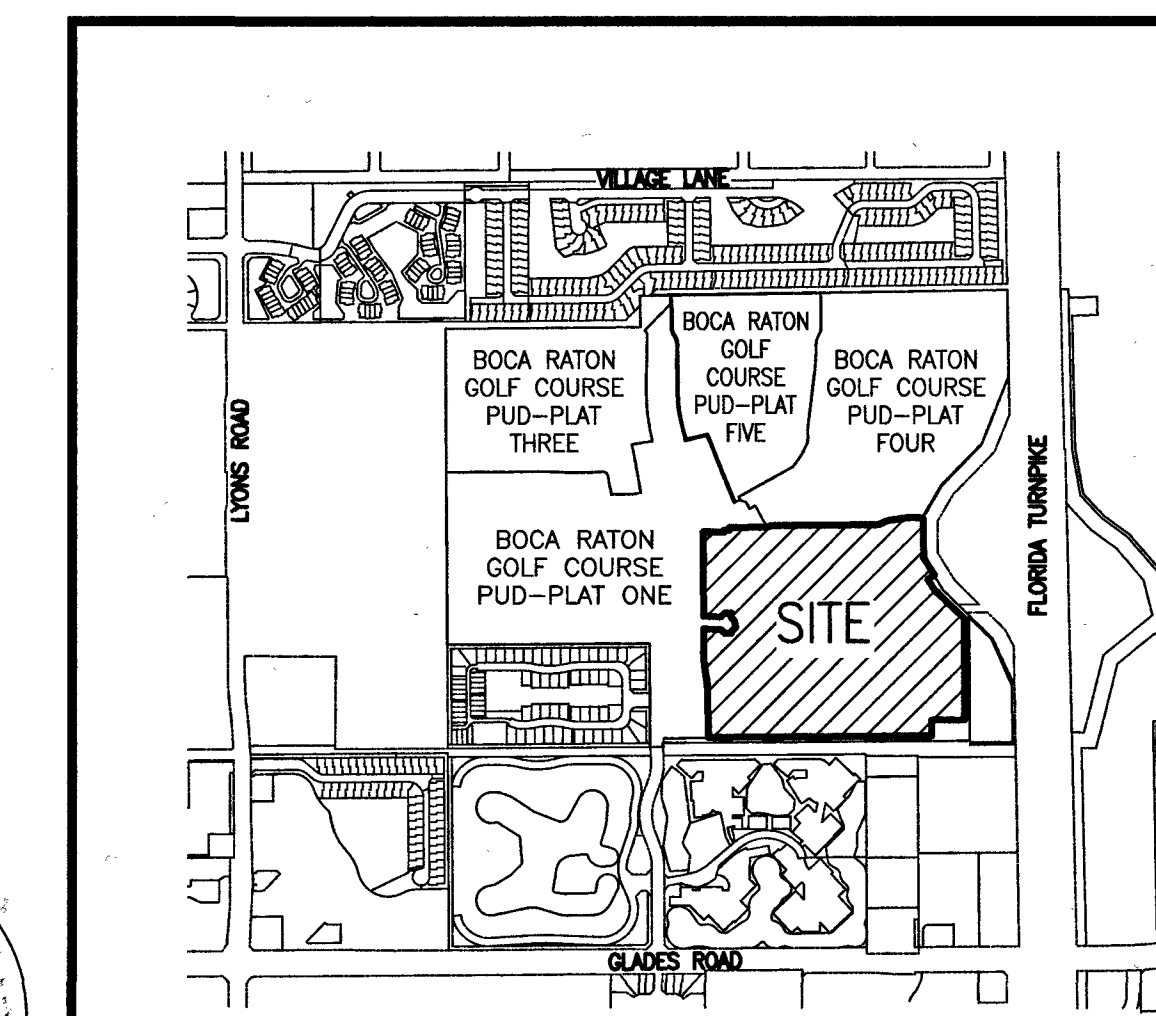 VILLAGE LANE
BOCA RATON
GOLF COURSE
PUD-PLAT
THREE
BOCA RATON
GOLF
COURSE
PUD-PLAT
FIVE
BOCA RATON
GOLF COURSE
PUD-PLAT
FOUR
LYONS ROAD
FLORIDA TURNPIKE
BOCA RATON
GOLF COURSE
PUD-PLAT ONE
SITE
GLADES ROAD